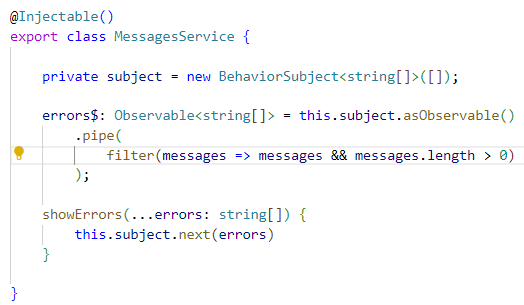 @Injectable()
export class MessagesService {
private subject = new BehaviorSubject<string[]>([]);
errors$: Observable<string[]> = this.subject.asObservable()
.pipe(
filter(messages => messages && messages.length > 0)
);
showErrors(...errors: string[]) {
this.subject.next(errors)
}
}